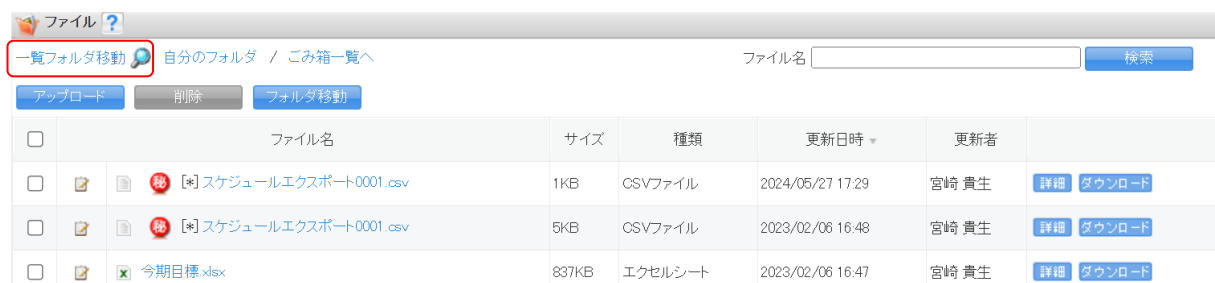 ファイル ?
一覧フォルダ移動 自分のフォルダ / ごみ箱一覧へ ファイル名 検索
アップロード 削除 フォルダ移動
ファイル名 サイズ 種類 更新日時 更新者
秘 [*]スケジュールエクスポート0001.csv 1KB CSVファイル 2024/05/27 17:29 宮崎 貴生 詳細 ダウンロード
秘 [*]スケジュールエクスポート0001.csv 5KB CSVファイル 2023/02/06 16:48 宮崎 貴生 詳細 ダウンロード
今期目標.xlsx 837KB エクセルシート 2023/02/06 16:47 宮崎 貴生 詳細 ダウンロード